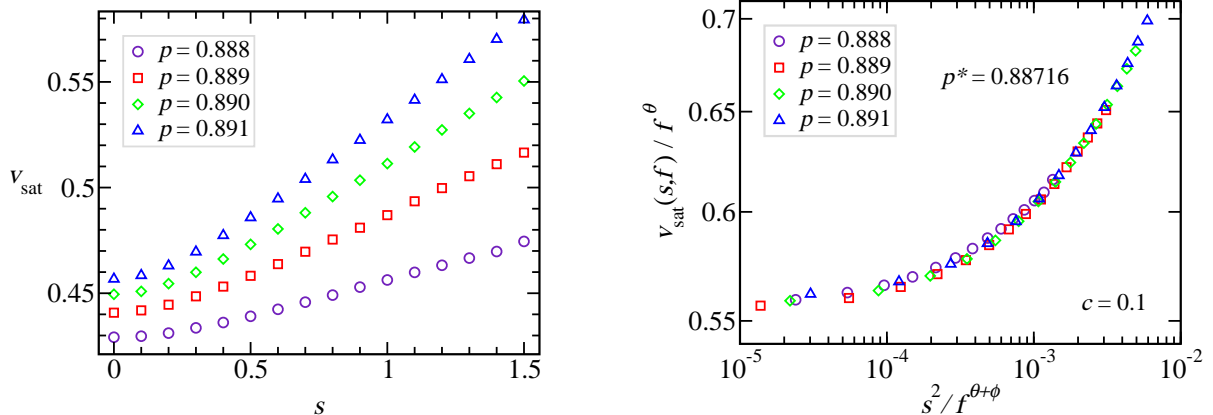 p = 0.888
p = 0.889
p = 0.890
p = 0.891
0.55
0.5
0.45
v_sat
0
0.5
1
1.5
s
0.7
0.65
0.6
0.55
v_sat(s,f) / f^θ
p = 0.888
p = 0.889
p = 0.890
p = 0.891
p* = 0.88716
c = 0.1
10^-5
10^-4
10^-3
10^-2
s^2/f^θ+ϕ